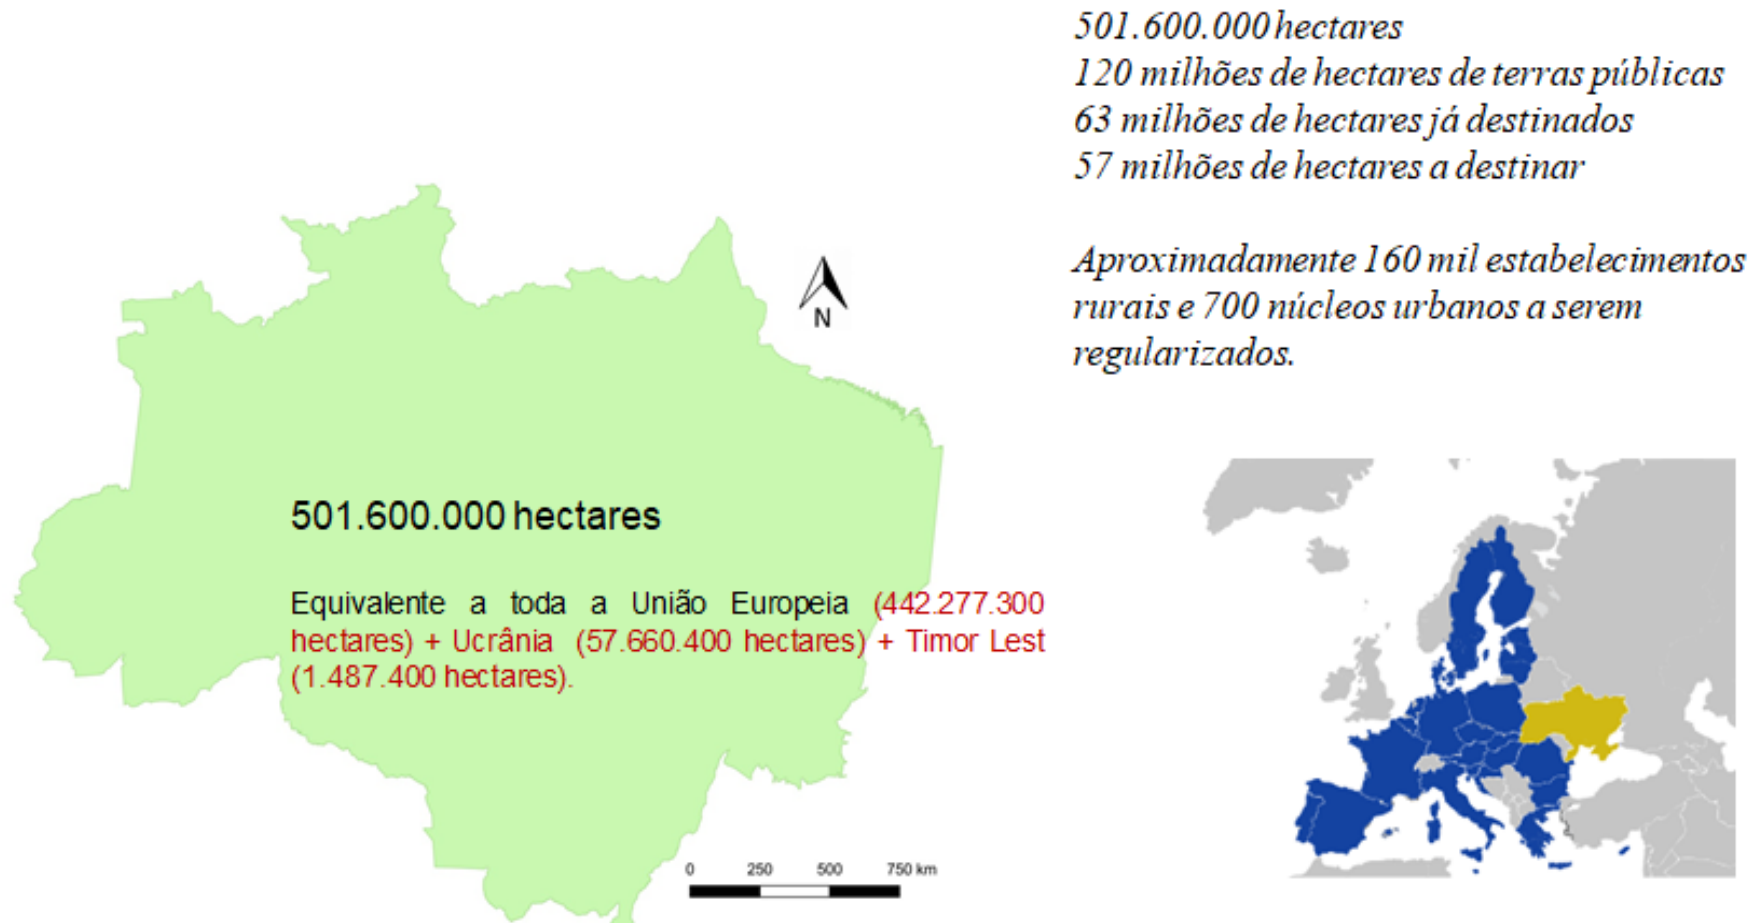 501.600.000 hectares
120 milhões de hectares de terras públicas
63 milhões de hectares já destinados
57 milhões de hectares a destinar
Aproximadamente 160 mil estabelecimentos
rurais e 700 núcleos urbanos a serem
regularizados.
N
501.600.000 hectares
Equivalente a toda a União Europeia (442.277.300
hectares) + Ucrânia (57.660.400 hectares) + Timor Lest
(1.487.400 hectares).
0 250 500 750 km